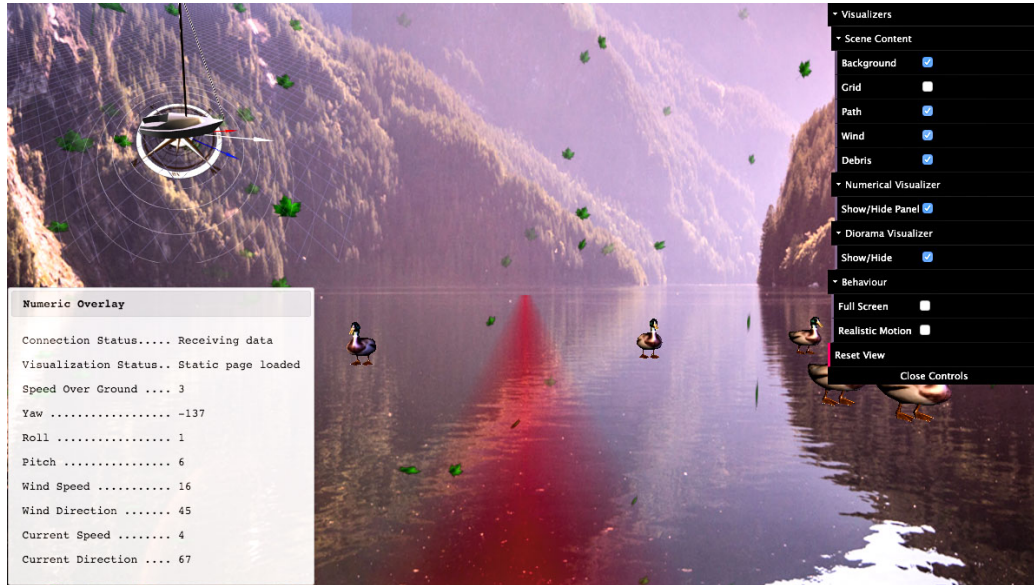 Visualizers
Scene Content
Background
Grid
Path
Wind
Debris
Numerical Visualizer
Show/Hide Panel
Diorama Visualizer
Show/Hide
Behaviour
Full Screen
Realistic Motion
Reset View
Close Controls
Numeric Overlay
Connection Status..... Receiving data
Visualization Status.. Static page loaded
Speed Over Ground .... 3
Yaw .................. -137
Roll ................. 1
Pitch ................ 6
Wind Speed ........... 16
Wind Direction ....... 45
Current Speed ........ 4
Current Direction .... 67